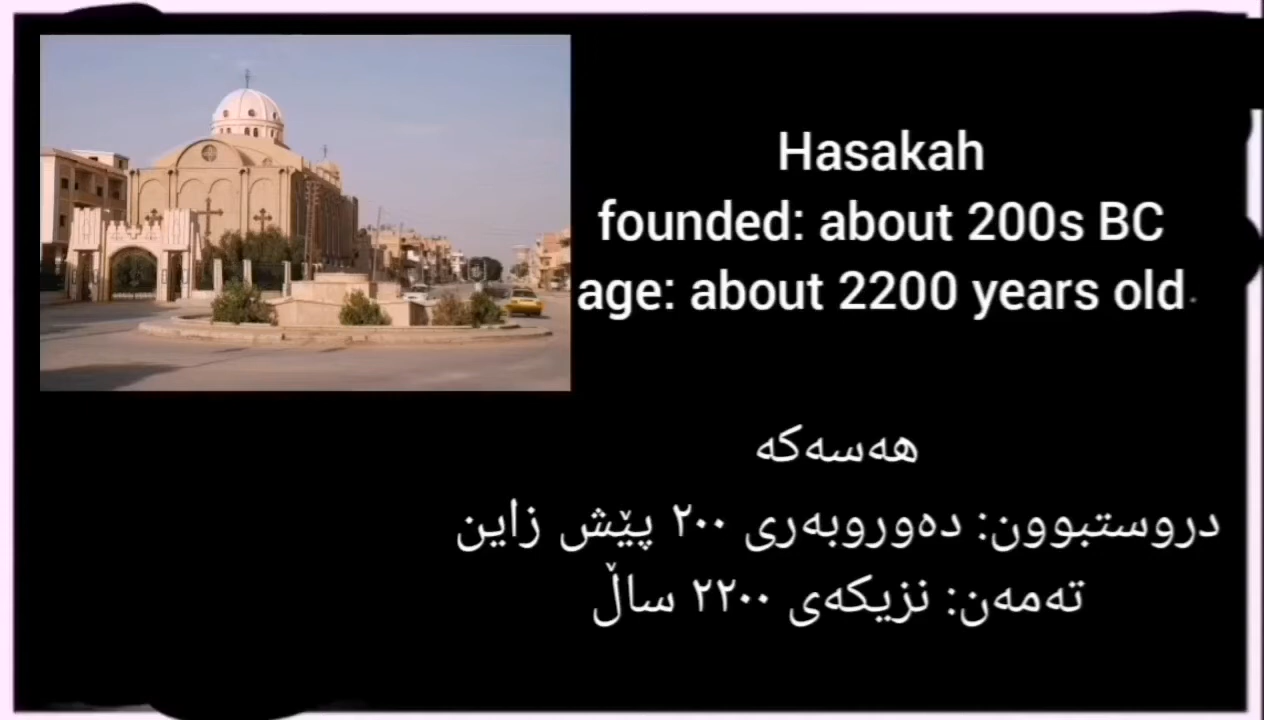 Hasakah
founded: about 200s BC
age: about 2200 years old
هەسەکە
دروستبوون: دەوروبەری ٢٠٠ پێش زاین
تەمەن: نزیکەی ٢٢٠٠ ساڵ